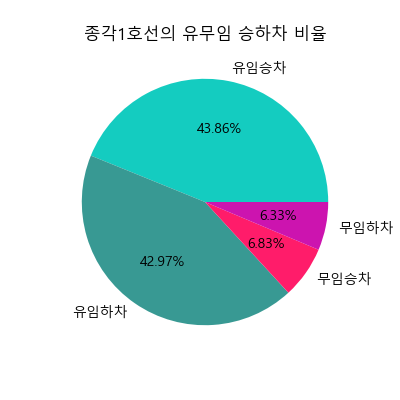 종각1호선의 유무임 승하차 비율
유임승차
43.86%
6.33%
무임하차
6.83%
42.97%
무임승차
유임하차